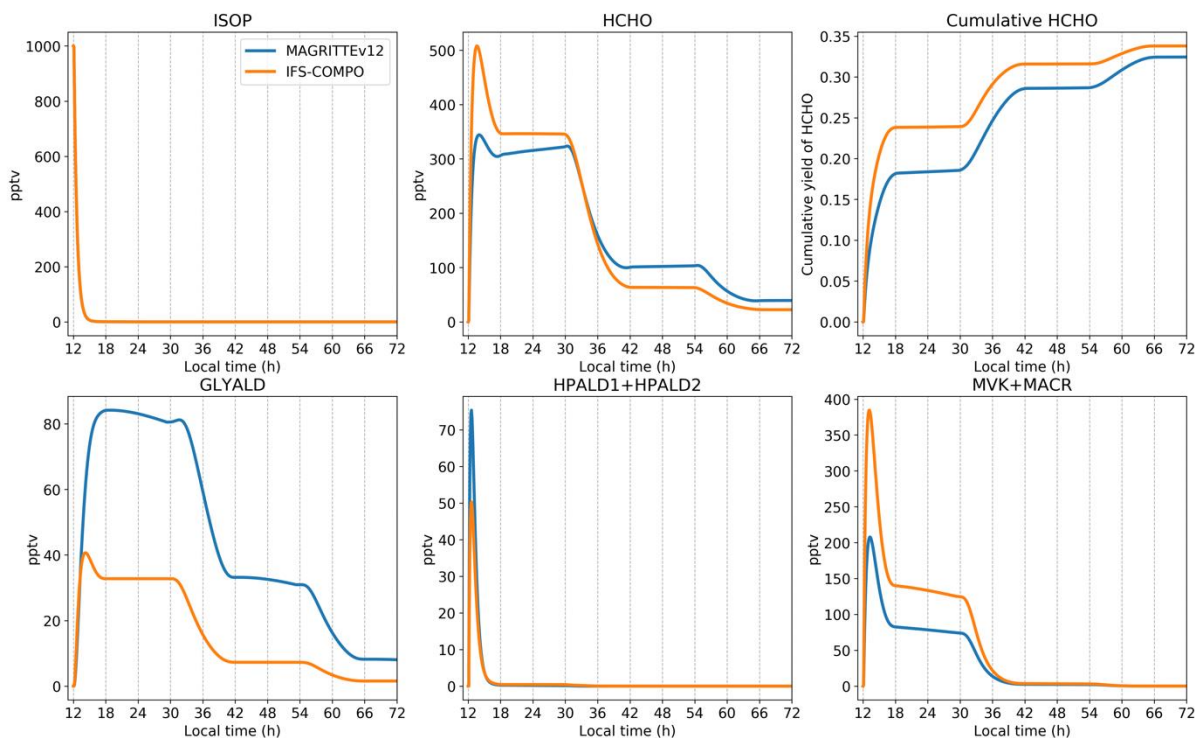 ISOP
1000
800
600
400
200
0
pptv
12 18 24 30 36 42 48 54 60 66 72
Local time (h)
MAGRITTEv12
IFS-COMPO
HCHO
500
400
300
200
100
0
pptv
12 18 24 30 36 42 48 54 60 66 72
Local time (h)
Cumulative HCHO
0.35
0.30
0.25
0.20
0.15
0.10
0.05
0.00
Cumulative yield of HCHO
12 18 24 30 36 42 48 54 60 66 72
Local time (h)
GLYALD
80
60
40
20
0
pptv
12 18 24 30 36 42 48 54 60 66 72
Local time (h)
HPALD1+HPALD2
70
60
50
40
30
20
10
0
pptv
12 18 24 30 36 42 48 54 60 66 72
Local time (h)
MVK+MACR
400
350
300
250
200
150
100
50
0
pptv
12 18 24 30 36 42 48 54 60 66 72
Local time (h)